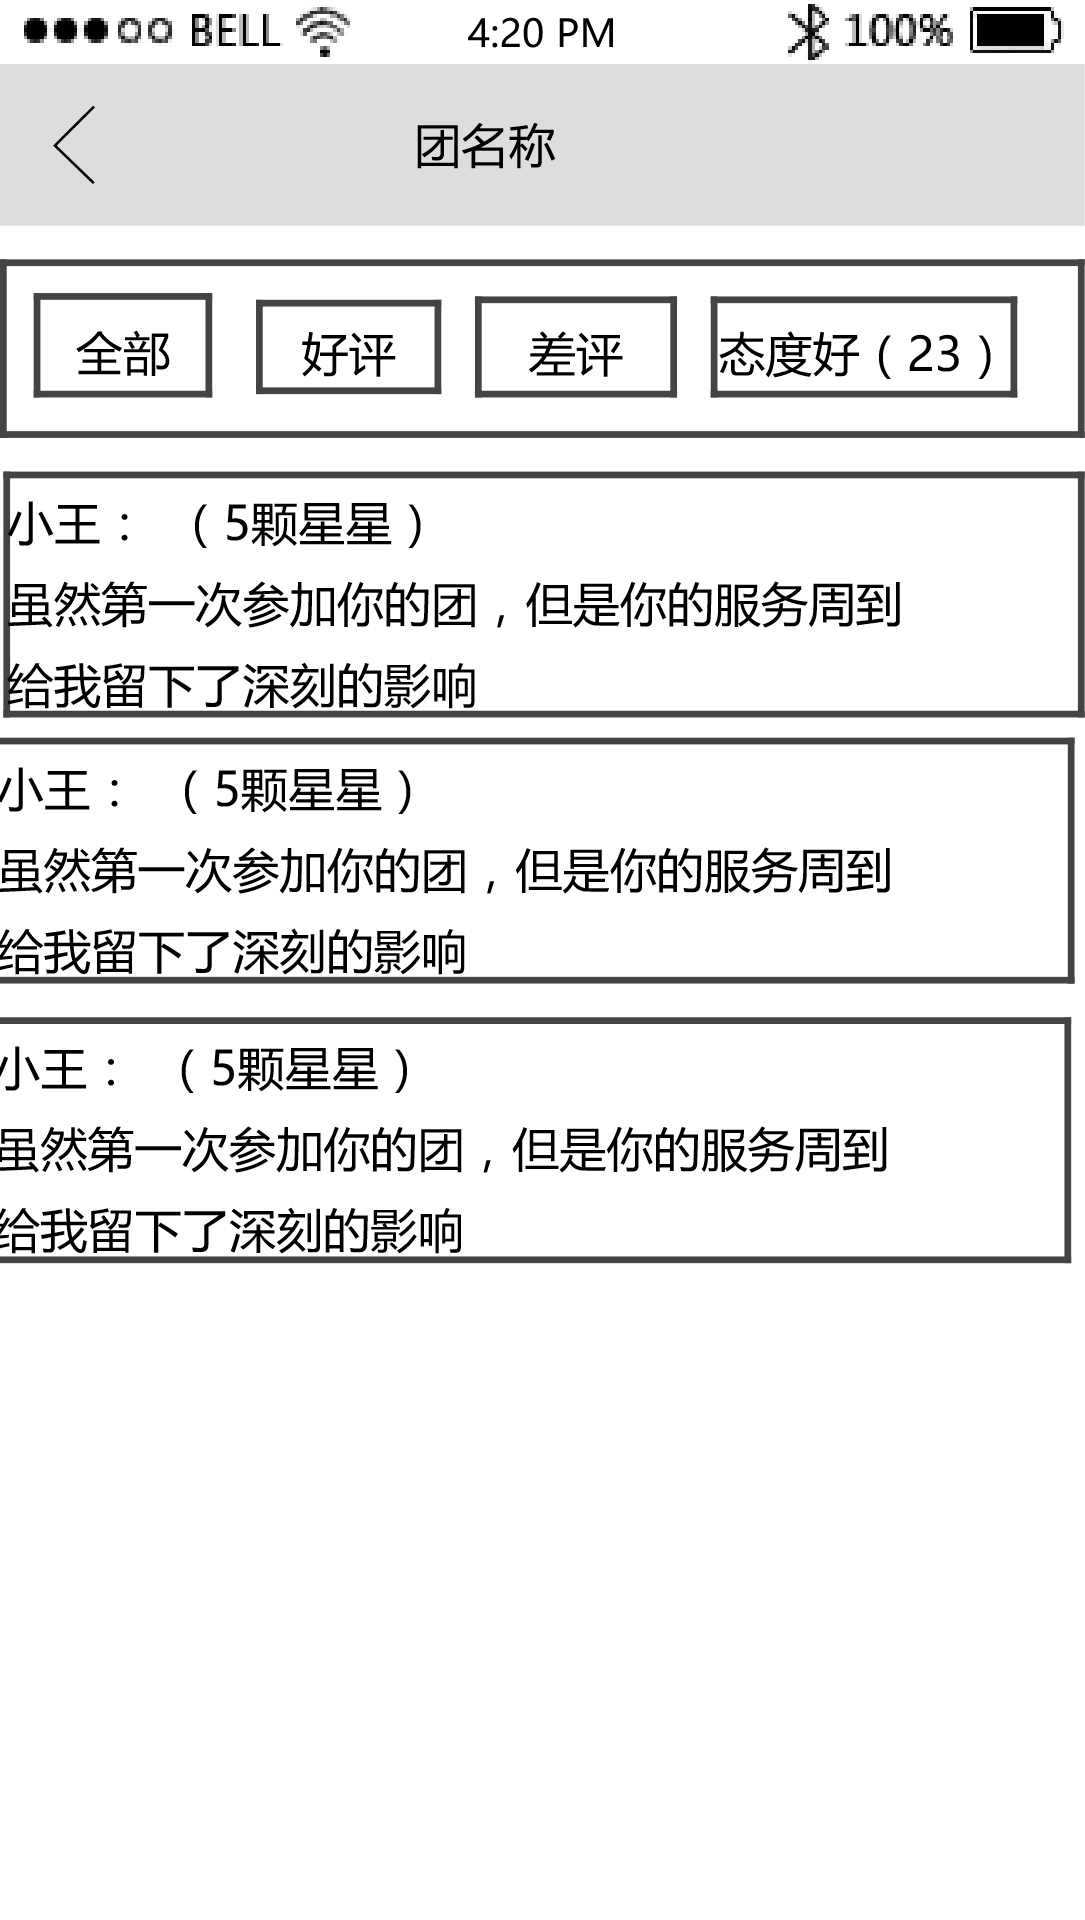 BELL 4:20 PM 100%
团名称
全部 好评 差评 态度好（23）
小王： （5颗星星）
虽然第一次参加你的团，但是你的服务周到
给我留下了深刻的影响
小王： （5颗星星）
虽然第一次参加你的团，但是你的服务周到
给我留下了深刻的影响
小王： （5颗星星）
虽然第一次参加你的团，但是你的服务周到
给我留下了深刻的影响